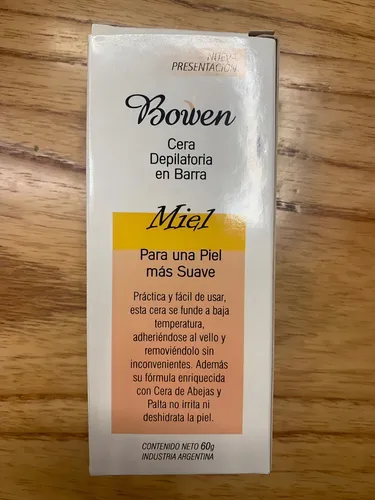 NUEVA
PRESENTACIÓN
Bowen
Cera
Depilatoria
en Barra
Miel
Para una Piel
más Suave
Práctica y fácil de usar,
esta cera se funde a baja
temperatura,
adheriéndose al vello y
removiéndolo sin
inconvenientes. Además
su fórmula enriquecida
con Cera de Abejas y
Palta no irrita ni
deshidrata la piel.
CONTENIDO NETO 60g
INDUSTRIA ARGENTINA